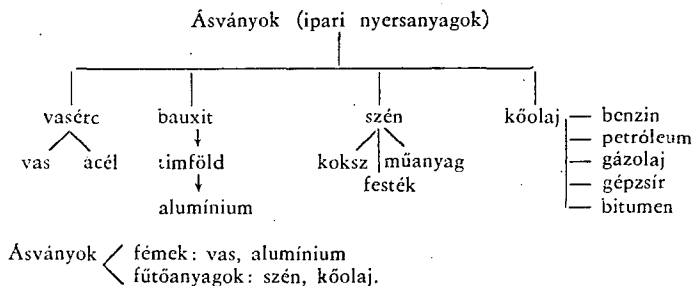 Ásványok (ipari nyersanyagok)
vasérc bauxit szén kőolaj — benzin
— petróleum
vas acél timföld koksz műanyag — gázolaj
festék — gépzsír
alumínium — bitumen
Ásványok fémek: vas, alumínium
fűtőanyagok: szén, kőolaj.